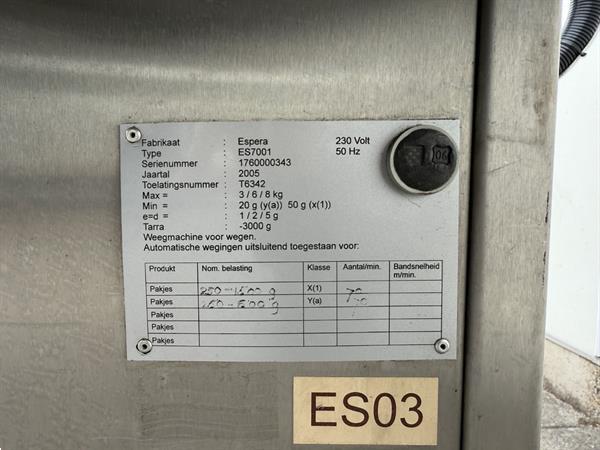 Fabrikaat : Espera 230 Volt
Type : ES7001 50 Hz
Serienummer : 1760000343
Jaartal : 2005
Toelatingsnummer : T6342
Max = : 3 / 6 / 8 kg
Min = : 20 g (y(a)) 50 g (x(1))
e=d = : 1 / 2 / 5 g
Tarra : -3000 g
Weegmachine voor wegen.
Automatische wegingen uitsluitend toegestaan voor:
Produkt Nom. belasting Klasse Aantal/min. Bandsnelheid m/min.
Pakjes X(1)
Pakjes Y(a)
Pakjes
Pakjes
Pakjes
06
ES03